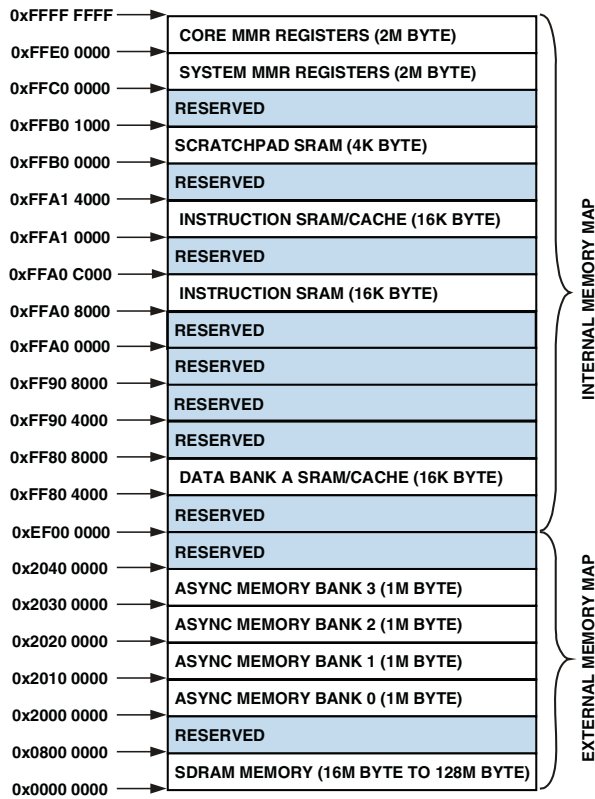 0xFFFF FFFF
CORE MMR REGISTERS (2M BYTE)
0xFFE0 0000
SYSTEM MMR REGISTERS (2M BYTE)
0xFFC0 0000
RESERVED
0xFFB0 1000
SCRATCHPAD SRAM (4K BYTE)
0xFFB0 0000
RESERVED
0xFFA1 4000
INSTRUCTION SRAM/CACHE (16K BYTE)
0xFFA1 0000
RESERVED
0xFFA0 C000
INSTRUCTION SRAM (16K BYTE)
0xFFA0 8000
RESERVED
0xFFA0 0000
RESERVED
0xFF90 8000
RESERVED
0xFF90 4000
RESERVED
0xFF80 8000
DATA BANK A SRAM/CACHE (16K BYTE)
0xFF80 4000
RESERVED
0xEF00 0000
RESERVED
0x2040 0000
ASYNC MEMORY BANK 3 (1M BYTE)
0x2030 0000
ASYNC MEMORY BANK 2 (1M BYTE)
0x2020 0000
ASYNC MEMORY BANK 1 (1M BYTE)
0x2010 0000
ASYNC MEMORY BANK 0 (1M BYTE)
0x2000 0000
RESERVED
0x0800 0000
SDRAM MEMORY (16M BYTE TO 128M BYTE)
0x0000 0000
INTERNAL MEMORY MAP
EXTERNAL MEMORY MAP